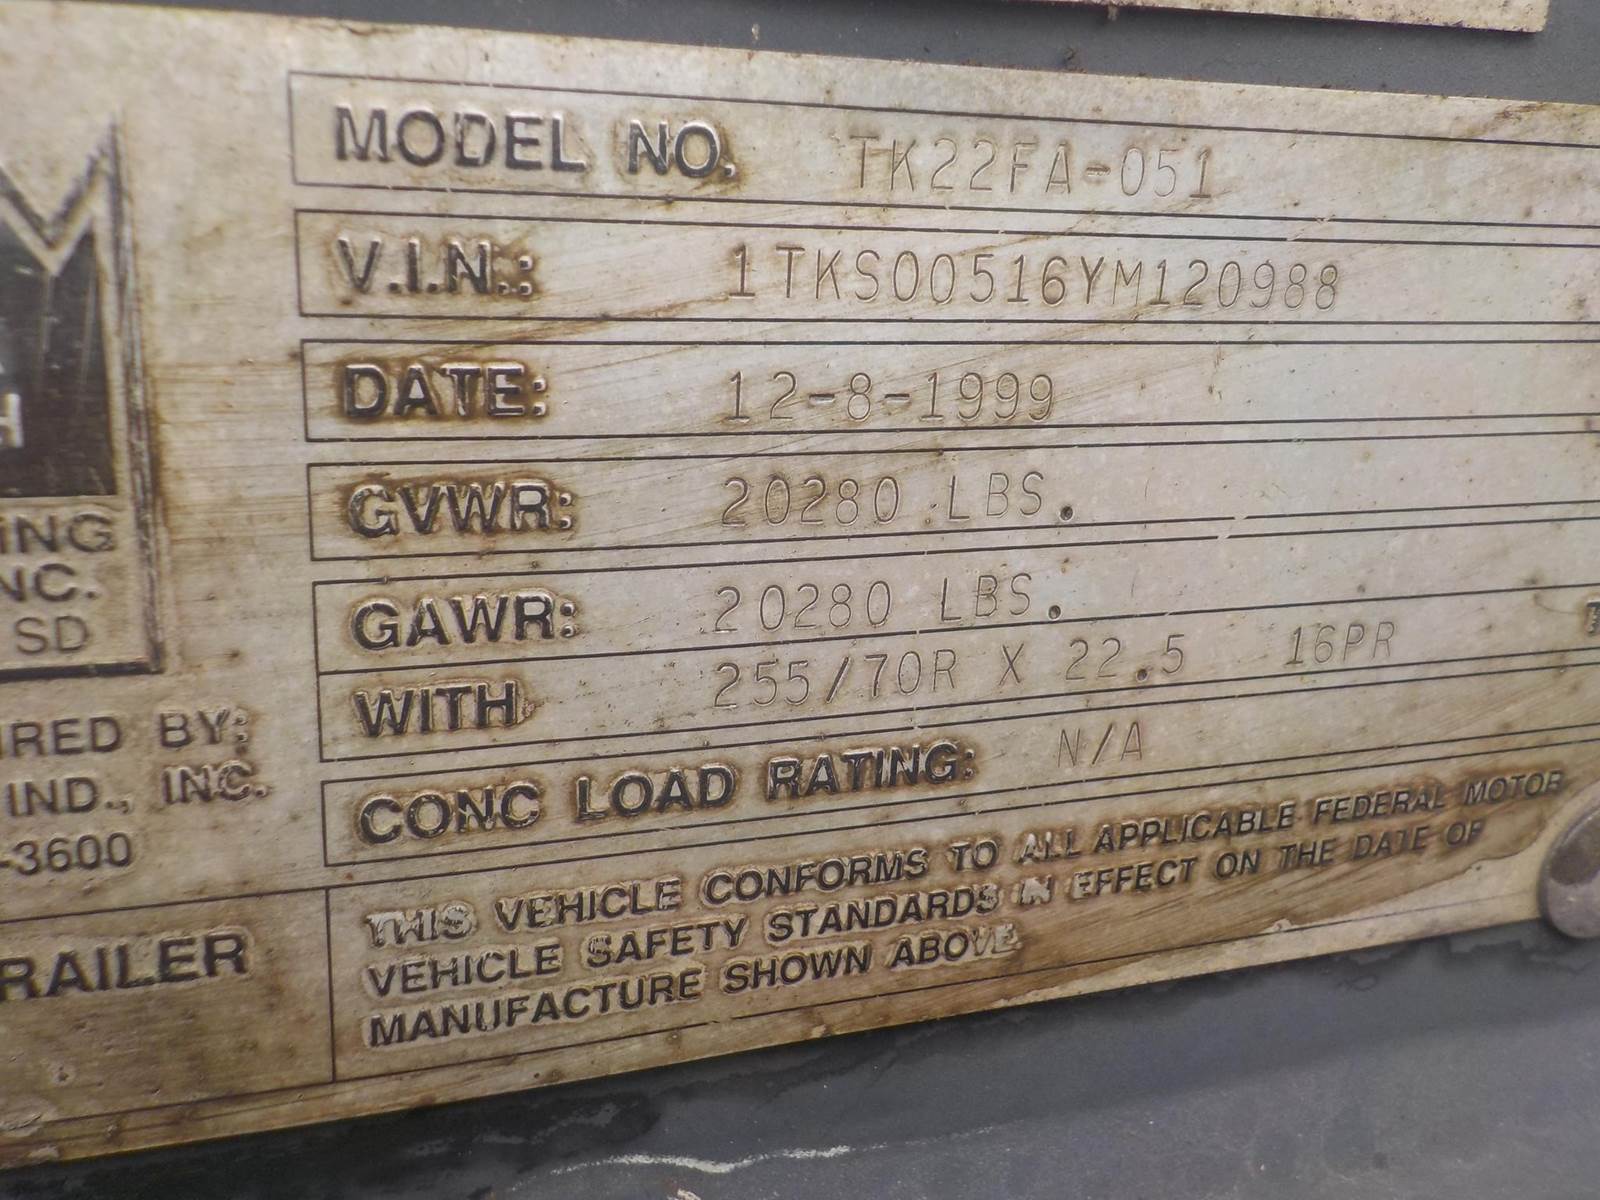 MODEL NO. TK22FA-051
V.I.N.: 1TKS00516YM120988
DATE: 12-8-1999
GVWR: 20280 LBS.
GAWR: 20280 LBS.
WITH 255/70R X 22.5 16PR
CONC LOAD RATING: N/A
THIS VEHICLE CONFORMS TO ALL APPLICABLE FEDERAL MOTOR
VEHICLE SAFETY STANDARDS IN EFFECT ON THE DATE OF
MANUFACTURE SHOWN ABOVE
M
H
ING
NC.
SD
IRED BY:
IND., INC.
-3600
RAILER